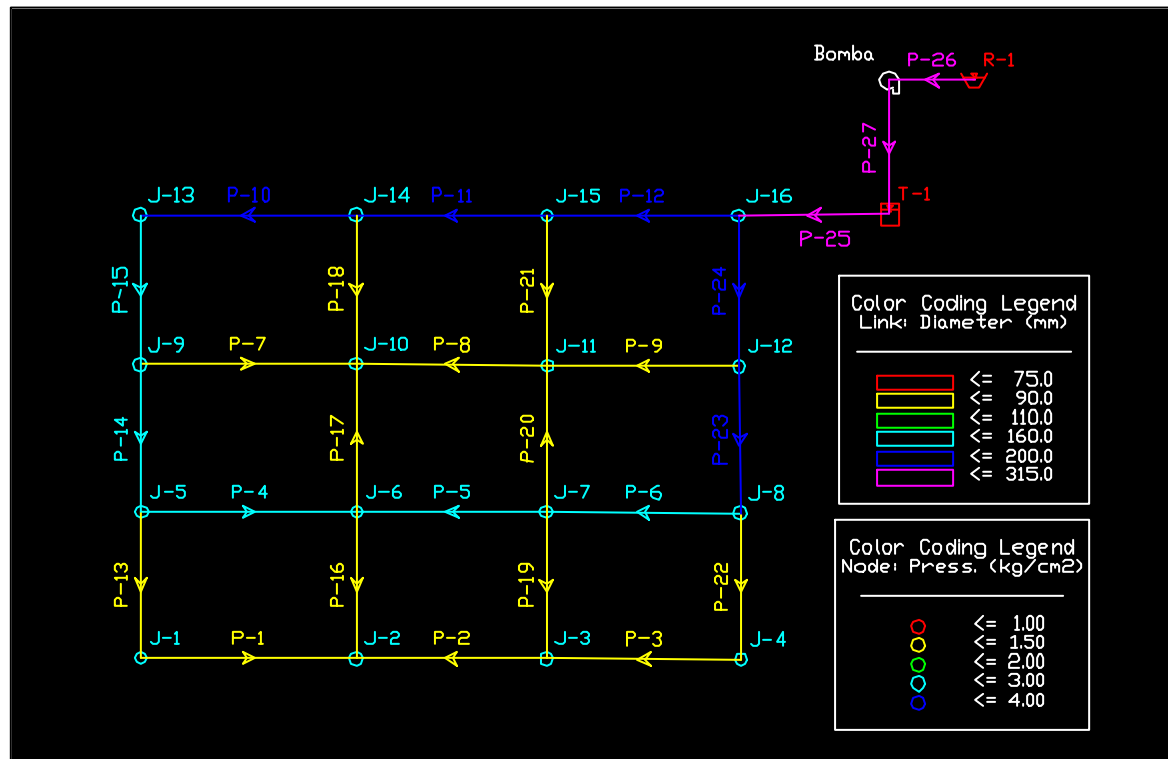 Bomba
P-26
R-1
P-27
J-13
P-10
J-14
P-11
J-15
P-12
J-16
T-1
P-25
P-15
P-18
P-21
P-24
Color Coding Legend
Link: Diameter (mm)
<= 75.0
<= 90.0
<= 110.0
<= 160.0
<= 200.0
<= 315.0
J-9
P-7
J-10
P-8
J-11
P-9
J-12
P-14
P-17
P-20
P-23
J-5
P-4
J-6
P-5
J-7
P-6
J-8
Color Coding Legend
Node: Press. (kg/cm2)
<= 1.00
<= 1.50
<= 2.00
<= 3.00
<= 4.00
P-13
P-16
P-19
P-22
J-1
P-1
J-2
P-2
J-3
P-3
J-4